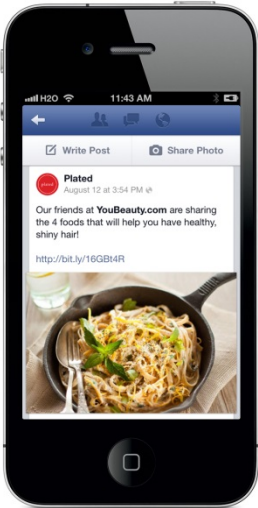 H2O 11:43 AM
Write Post Share Photo
plated
Plated
August 12 at 3:54 PM
Our friends at YouBeauty.com are sharing
the 4 foods that will help you have healthy,
shiny hair!
http://bit.ly/16GBt4R